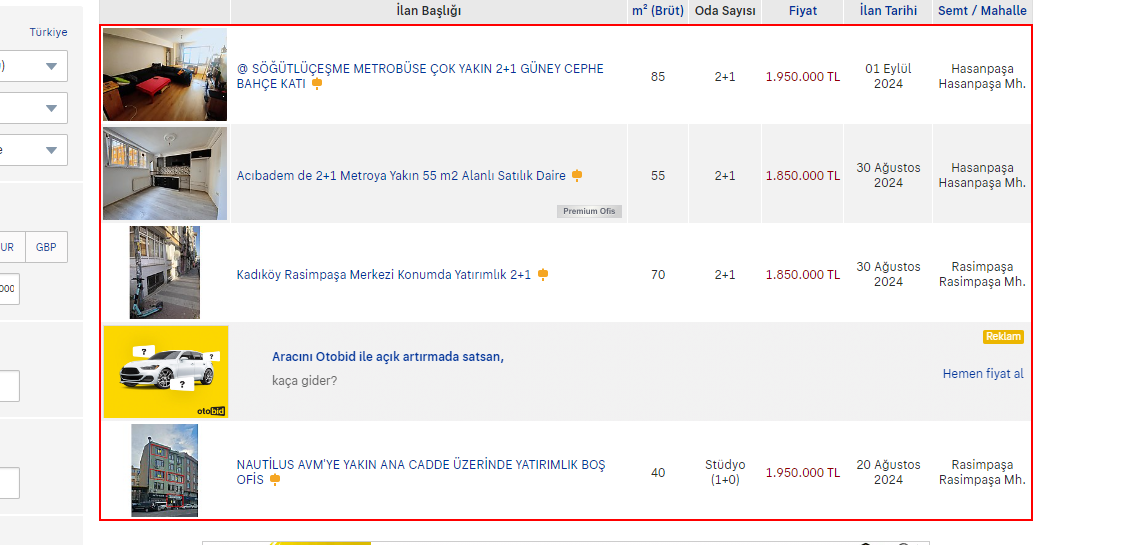 İlan Başlığı m² (Brüt) Oda Sayısı Fiyat İlan Tarihi Semt / Mahalle
Türkiye
)
e
UR GBP
000
@ SÖĞÜTLÜÇEŞME METROBÜSE ÇOK YAKIN 2+1 GÜNEY CEPHE
BAHÇE KATI
85 2+1 1.950.000 TL
01 Eylül
2024
Hasanpaşa
Hasanpaşa Mh.
Acıbadem de 2+1 Metroya Yakın 55 m2 Alanlı Satılık Daire
Premium Ofis
55 2+1 1.850.000 TL
30 Ağustos
2024
Hasanpaşa
Hasanpaşa Mh.
Kadıköy Rasimpaşa Merkezi Konumda Yatırımlık 2+1
70 2+1 1.850.000 TL
30 Ağustos
2024
Rasimpaşa
Rasimpaşa Mh.
? ? ?
otobid
Aracını Otobid ile açık artırmada satsan,
kaça gider?
Reklam
Hemen fiyat al
NAUTİLUS AVM'YE YAKIN ANA CADDE ÜZERİNDE YATIRIMLIK BOŞ
OFİS
40
Stüdyo
(1+0)
1.950.000 TL
20 Ağustos
2024
Rasimpaşa
Rasimpaşa Mh.